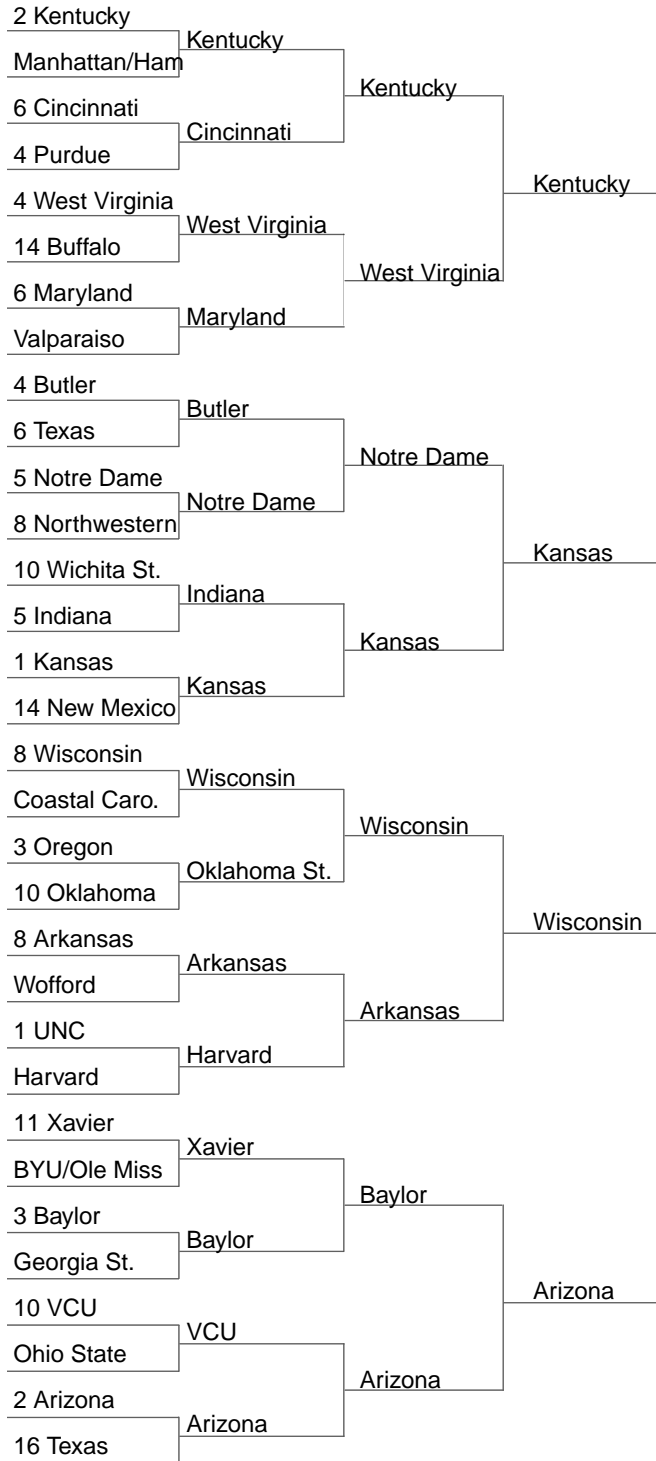 2 Kentucky
Manhattan/Ham
6 Cincinnati
4 Purdue
4 West Virginia
14 Buffalo
6 Maryland
Valparaiso
4 Butler
6 Texas
5 Notre Dame
8 Northwestern
10 Wichita St.
5 Indiana
1 Kansas
14 New Mexico
8 Wisconsin
Coastal Caro.
3 Oregon
10 Oklahoma
8 Arkansas
Wofford
1 UNC
Harvard
11 Xavier
BYU/Ole Miss
3 Baylor
Georgia St.
10 VCU
Ohio State
2 Arizona
16 Texas
Kentucky
Cincinnati
West Virginia
Maryland
Butler
Notre Dame
Indiana
Kansas
Wisconsin
Oklahoma St.
Arkansas
Harvard
Xavier
Baylor
VCU
Arizona
Kentucky
West Virginia
Notre Dame
Kansas
Wisconsin
Arkansas
Baylor
Arizona
Kentucky
Kansas
Wisconsin
Arizona